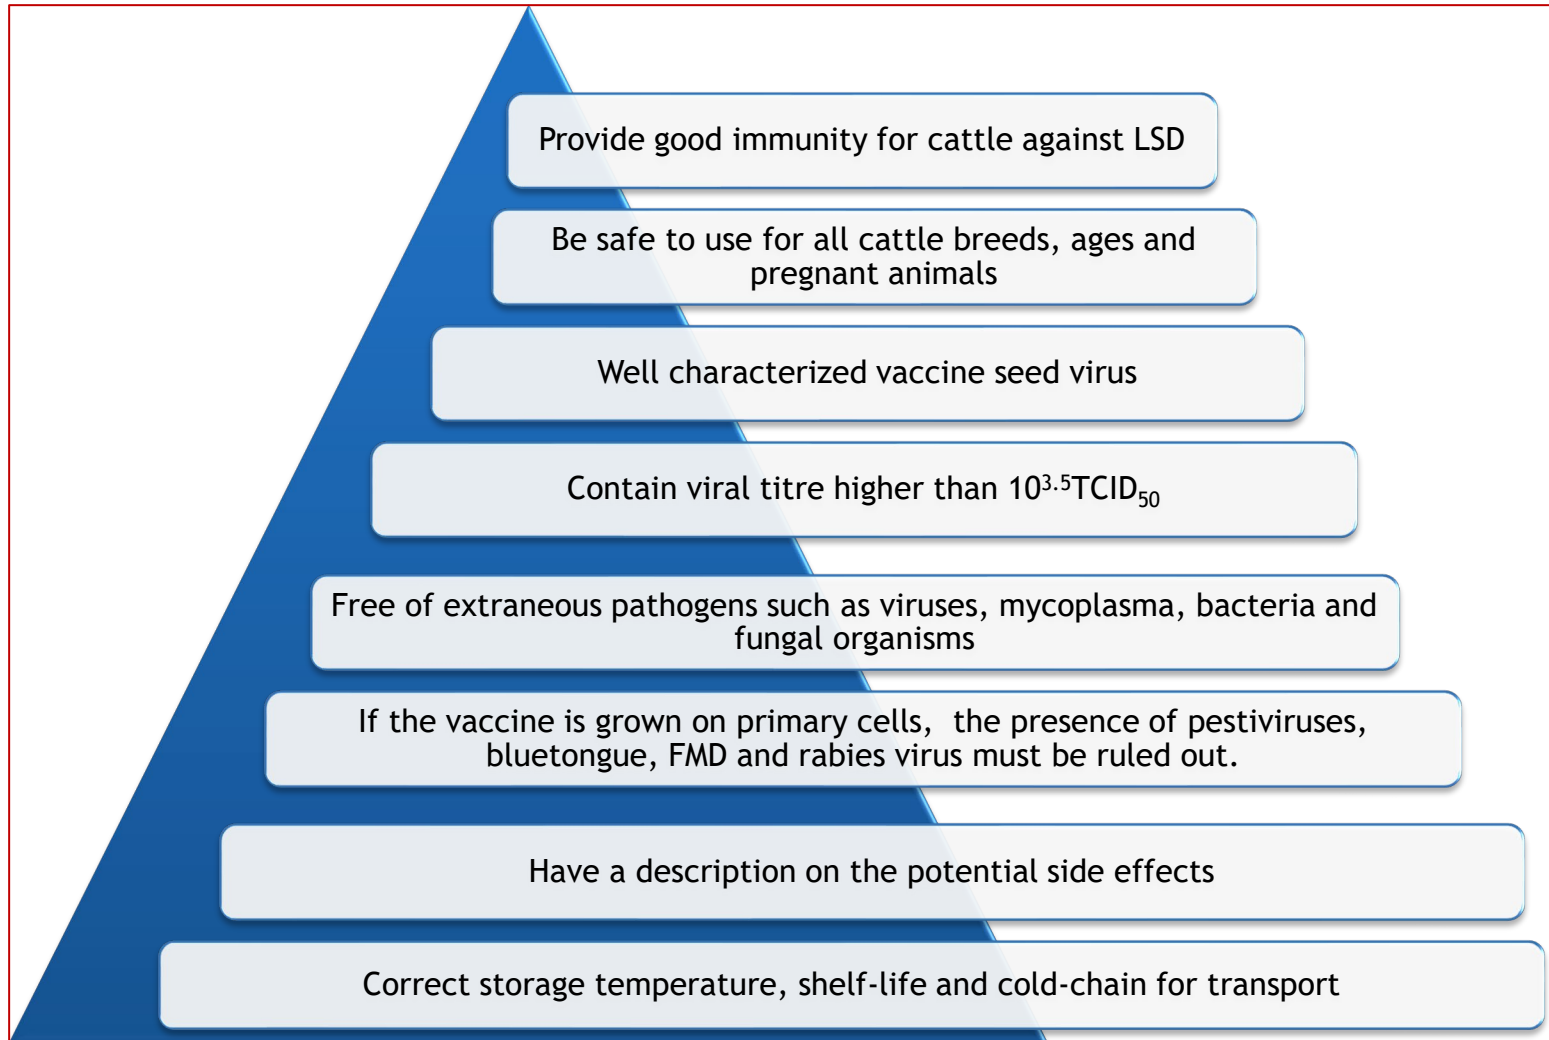 Provide good immunity for cattle against LSD
Be safe to use for all cattle breeds, ages and
pregnant animals
Well characterized vaccine seed virus
Contain viral titre higher than 10^3.5TCID_50
Free of extraneous pathogens such as viruses, mycoplasma, bacteria and
fungal organisms
If the vaccine is grown on primary cells,  the presence of pestiviruses,
bluetongue, FMD and rabies virus must be ruled out.
Have a description on the potential side effects
Correct storage temperature, shelf-life and cold-chain for transport